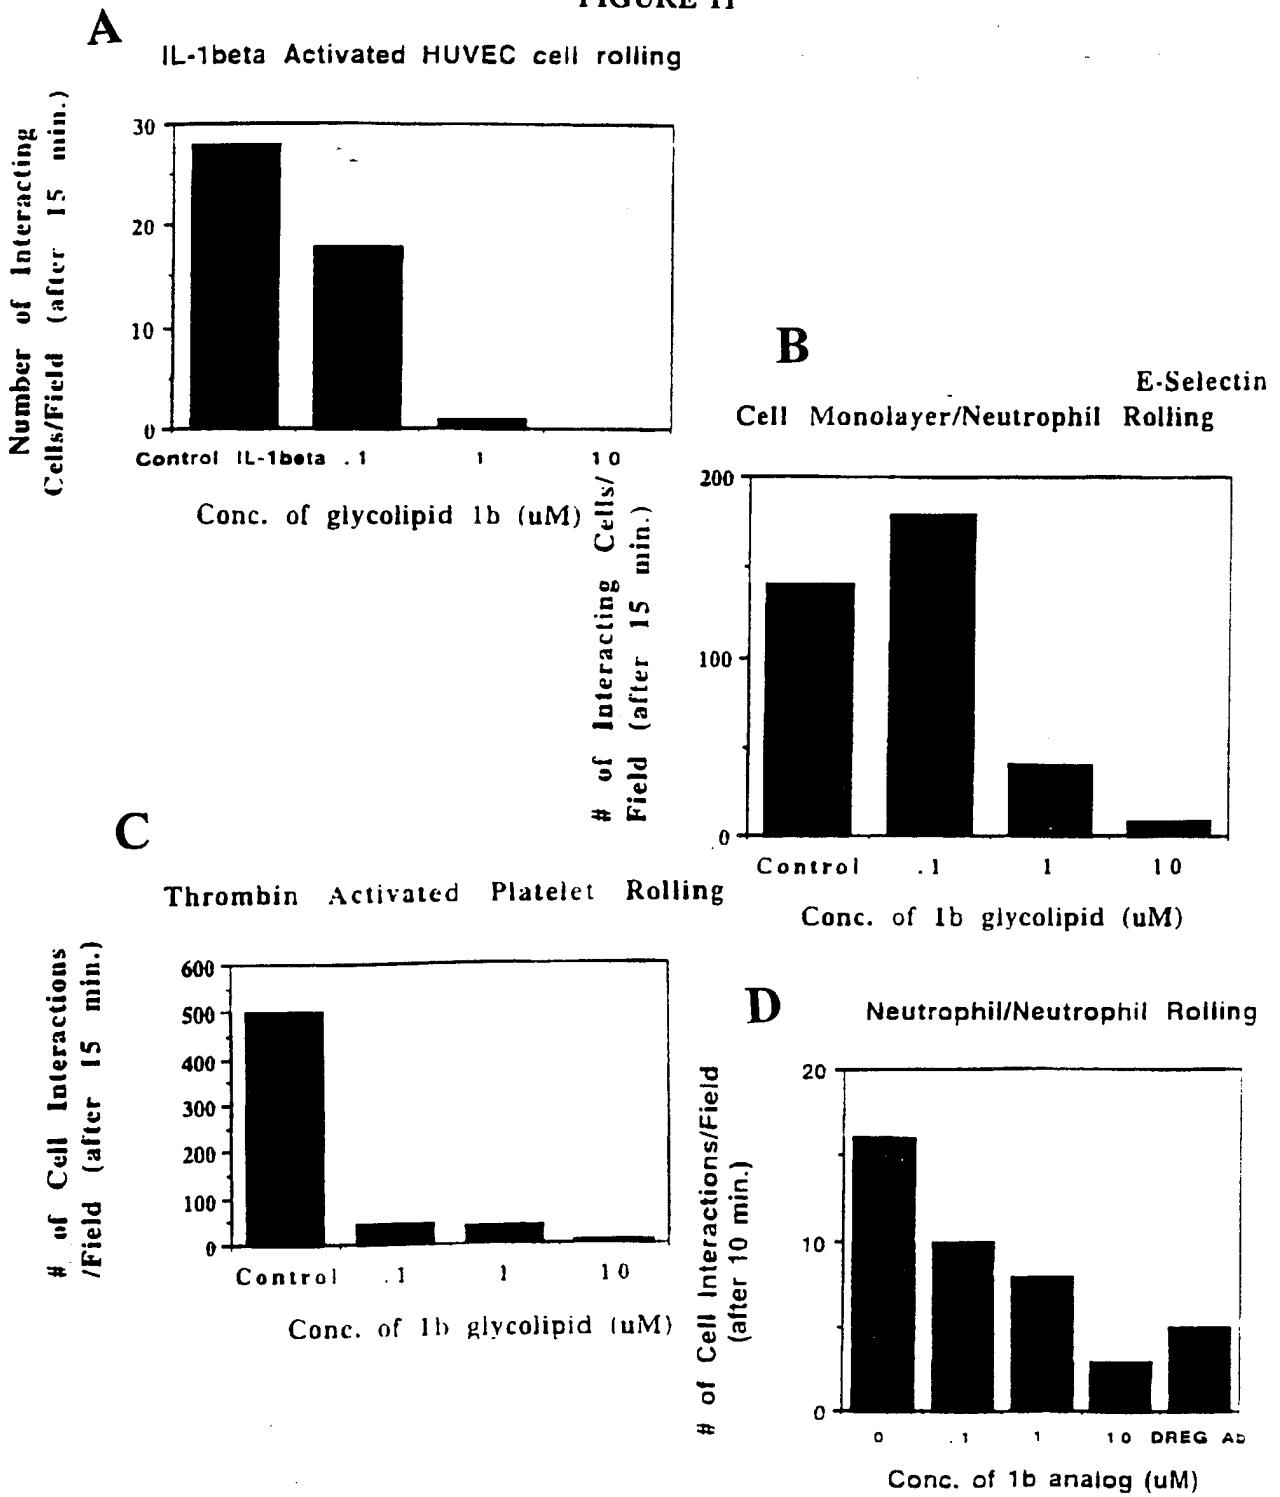 FIGURE 11
A
IL-1beta Activated HUVEC cell rolling
Number of Interacting
Cells/Field (after 15 min.)
30
20
10
0
Control IL-1beta .1 1 10
Conc. of glycolipid 1b (uM)
B
E-Selectin
Cell Monolayer/Neutrophil Rolling
# of Interacting Cells/
Field (after 15 min.)
200
100
0
Control .1 1 10
Conc. of 1b glycolipid (uM)
C
Thrombin Activated Platelet Rolling
# of Cell Interactions
/Field (after 15 min.)
600
500
400
300
200
100
0
Control .1 1 10
Conc. of 1b glycolipid (uM)
D
Neutrophil/Neutrophil Rolling
# of Cell Interactions/Field
(after 10 min.)
20
10
0
0 .1 1 10 DREG Ab
Conc. of 1b analog (uM)